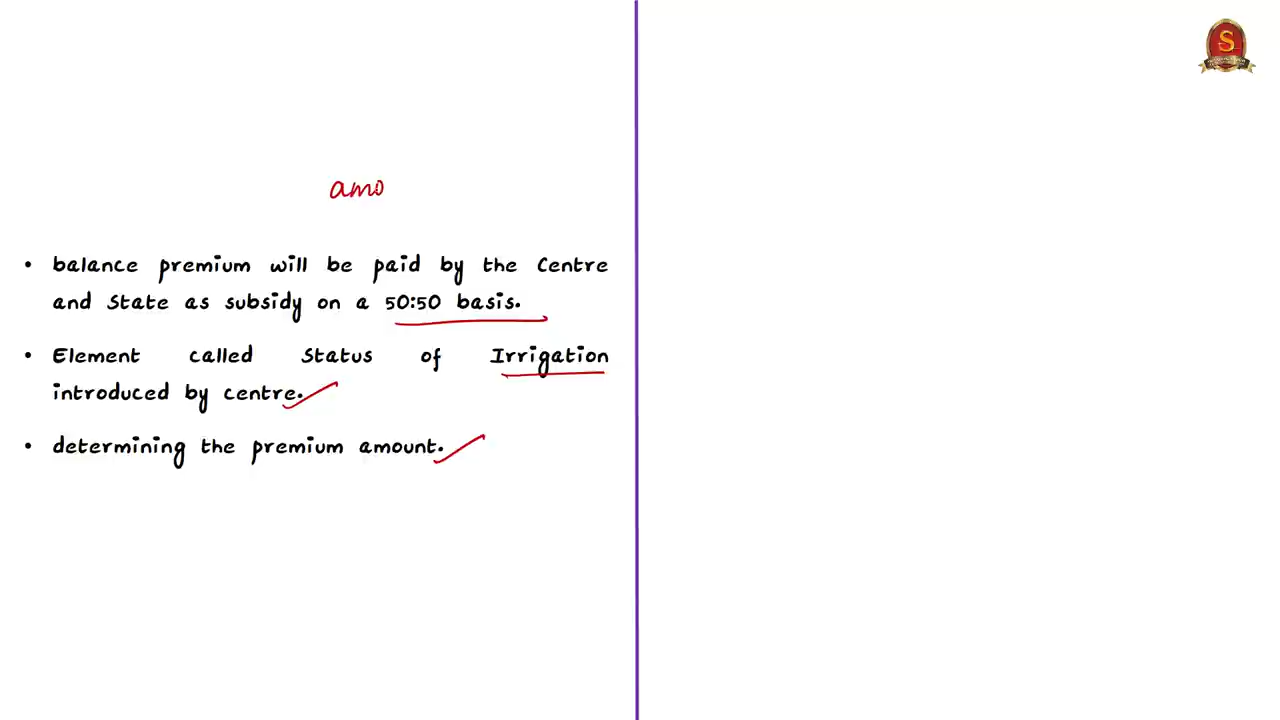 amo
• balance premium will be paid by the Centre
and State as subsidy on a 50:50 basis.
• Element called Status of Irrigation
introduced by centre.
• determining the premium amount.
S